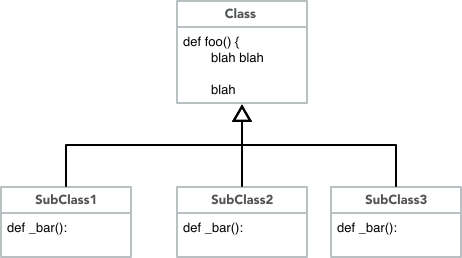 Class
def foo() {
blah blah
blah
SubClass1
def _bar():
SubClass2
def _bar():
SubClass3
def _bar():